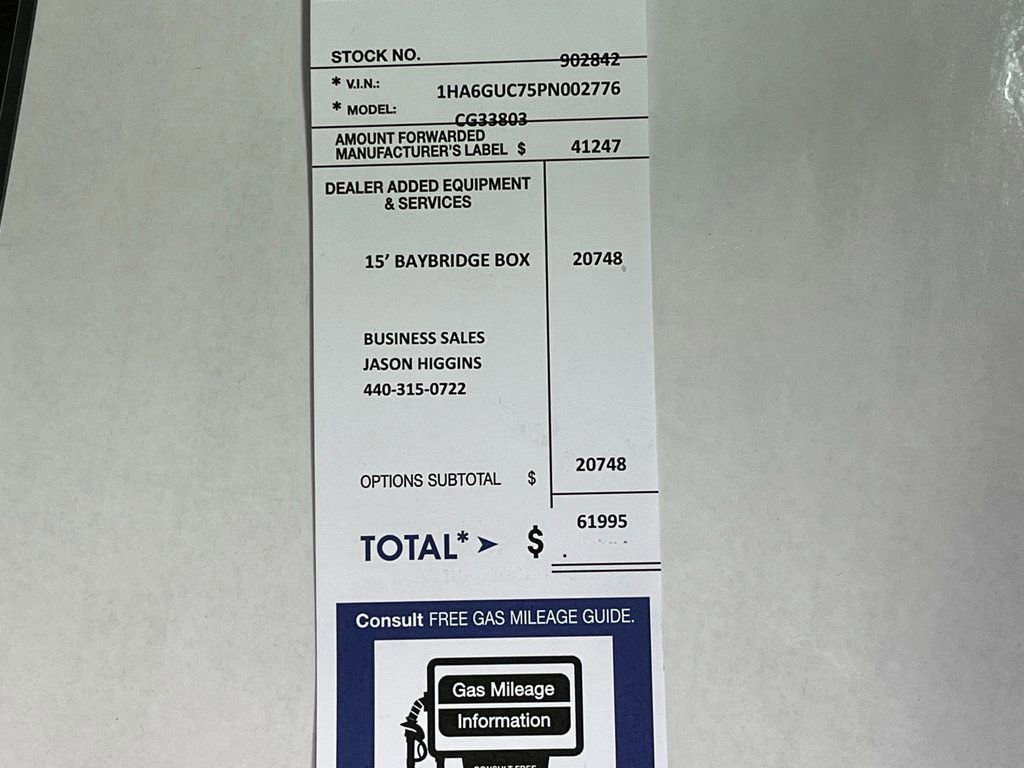 STOCK NO. 902842
* V.I.N.: 1HA6GUC75PN002776
* MODEL: CG33803
AMOUNT FORWARDED
MANUFACTURER'S LABEL $ 41247
DEALER ADDED EQUIPMENT
& SERVICES
15' BAYBRIDGE BOX 20748
BUSINESS SALES
JASON HIGGINS
440-315-0722
OPTIONS SUBTOTAL $ 20748
TOTAL* ➤ $ 61995
Consult FREE GAS MILEAGE GUIDE.
Gas Mileage
Information
CONSULT FREE